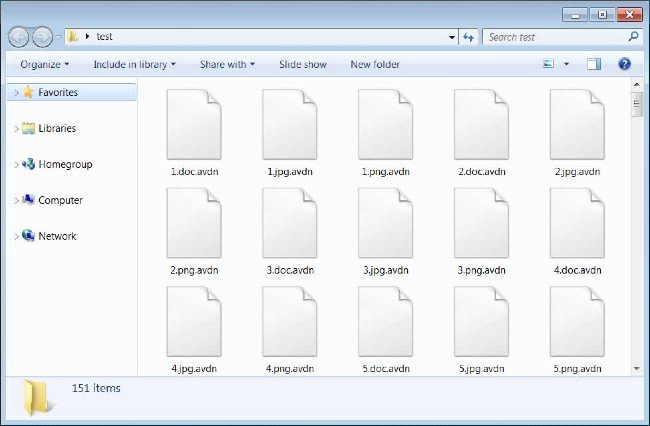 test
Search test
Organize Include in library Share with Slide show New folder
Favorites
Libraries
Homegroup
Computer
Network
1.doc.avdn 1.jpg.avdn 1.png.avdn 2.doc.avdn 2.jpg.avdn
2.png.avdn 3.doc.avdn 3.jpg.avdn 3.png.avdn 4.doc.avdn
4.jpg.avdn 4.png.avdn 5.doc.avdn 5.jpg.avdn 5.png.avdn
151 items